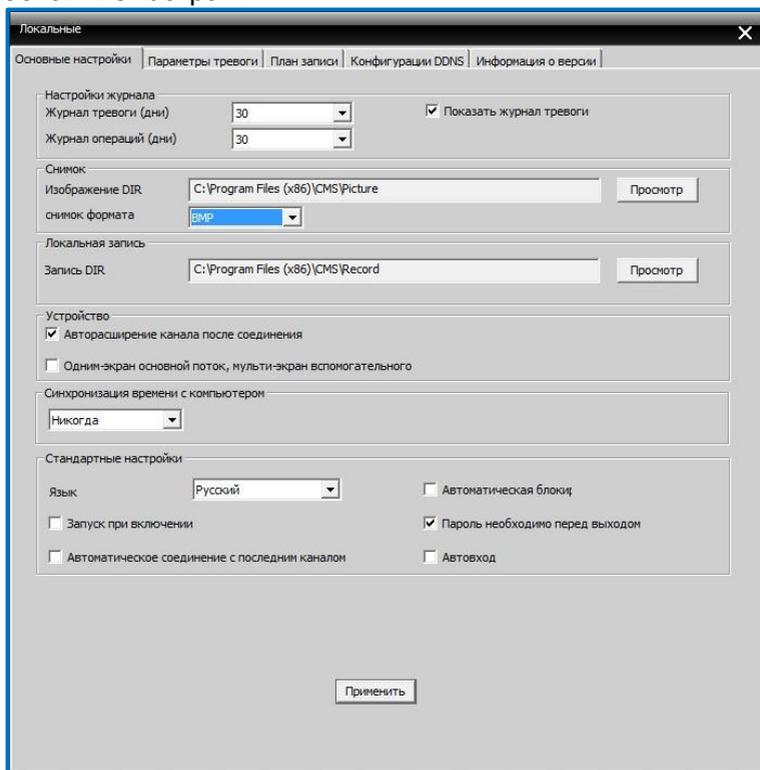 Локальные
Основные настройки Параметры тревоги План записи Конфигурации DDNS Информация о версии
Настройки журнала
Журнал тревоги (дни) 30 Показать журнал тревоги
Журнал операций (дни) 30
Снимок
Изображение DIR C:\Program Files (x86)\CMS\Picture Просмотр
снимок формата BMP
Локальная запись
Запись DIR C:\Program Files (x86)\CMS\Record Просмотр
Устройство
Авторасширение канала после соединения
Одним-экран основной поток, мульти-экран вспомогательного
Синхронизация времени с компьютером
Никогда
Стандартные настройки
Язык Русский Автоматическая блокир
Запуск при включении Пароль необходимо перед выходом
Автоматическое соединение с последним каналом Автовход
Применить